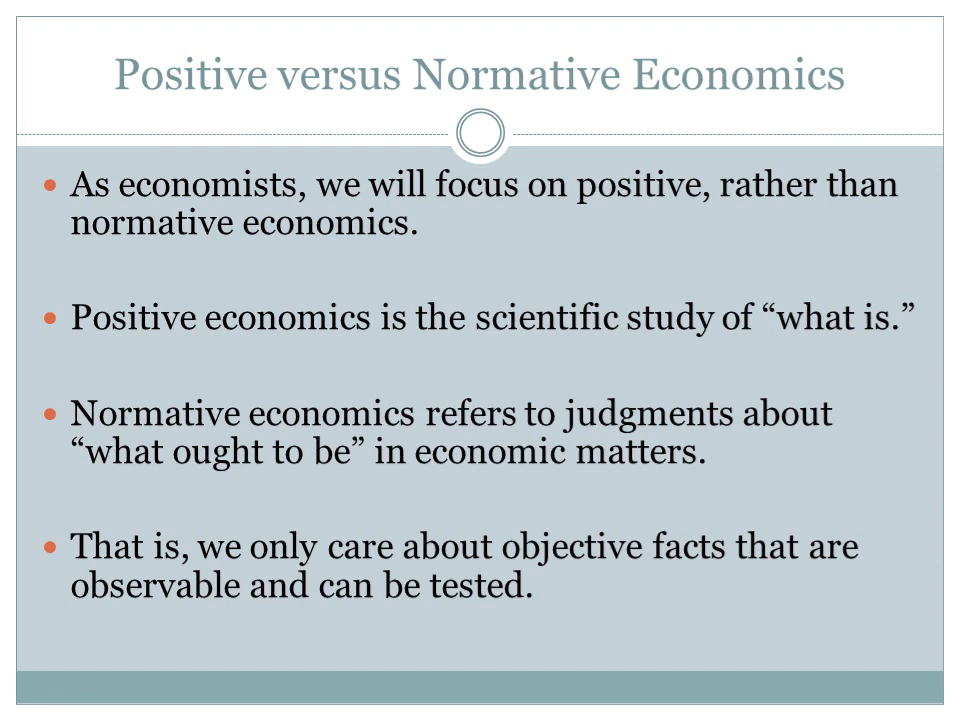 Positive versus Normative Economics
• As economists, we will focus on positive, rather than
normative economics.
• Positive economics is the scientific study of “what is.”
• Normative economics refers to judgments about
“what ought to be” in economic matters.
• That is, we only care about objective facts that are
observable and can be tested.